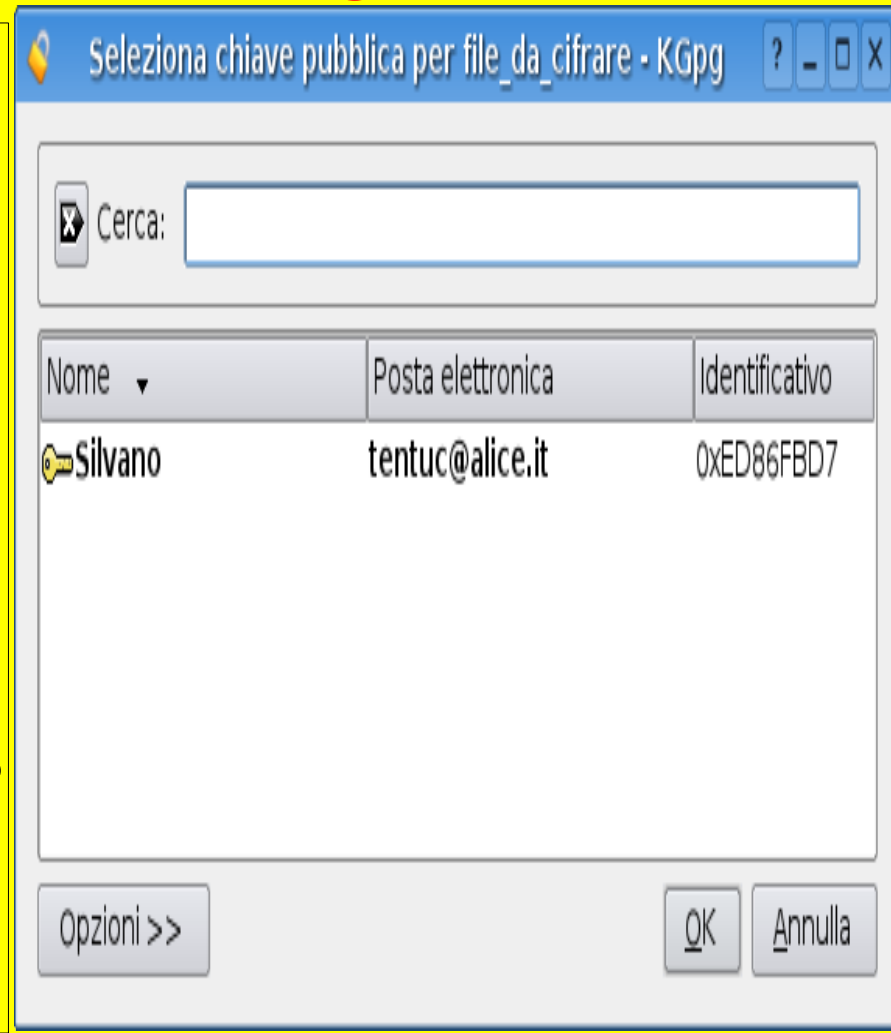 Seleziona chiave pubblica per file_da_cifrare - KGpg
Cerca:
Nome Posta elettronica Identificativo
Silvano tentuc@alice.it 0xED86FBD7
Opzioni >> OK Annulla